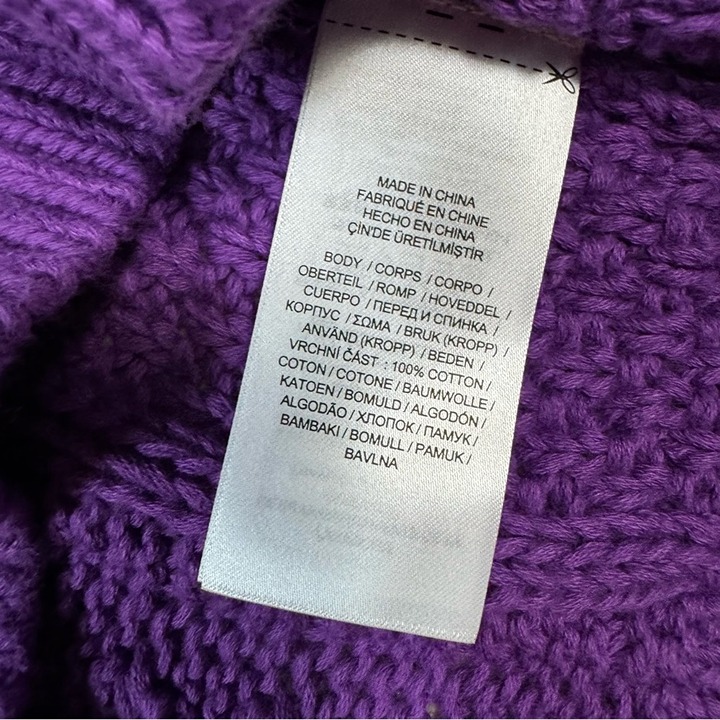 MADE IN CHINA
FABRIQUÉ EN CHINE
HECHO EN CHINA
ÇİN'DE ÜRETİLMİŞTİR
BODY / CORPS / CORPO /
OBERTEIL / ROMP / HOVEDDEL /
CUERPO / ПЕРЕД И СПИНКА /
КОРПУС / ΣΩΜΑ / BRUK (KROPP) /
ANVÄND (KROPP) / BEDEN /
VRCHNÍ ČÁST : 100% COTTON /
COTON / COTONE / BAUMWOLLE /
KATOEN / BOMULD / ALGODÓN /
ALGODÃO / ХЛОПОК / ПАМУК /
BAMBAKI / BOMULL / PAMUK /
BAVLNA